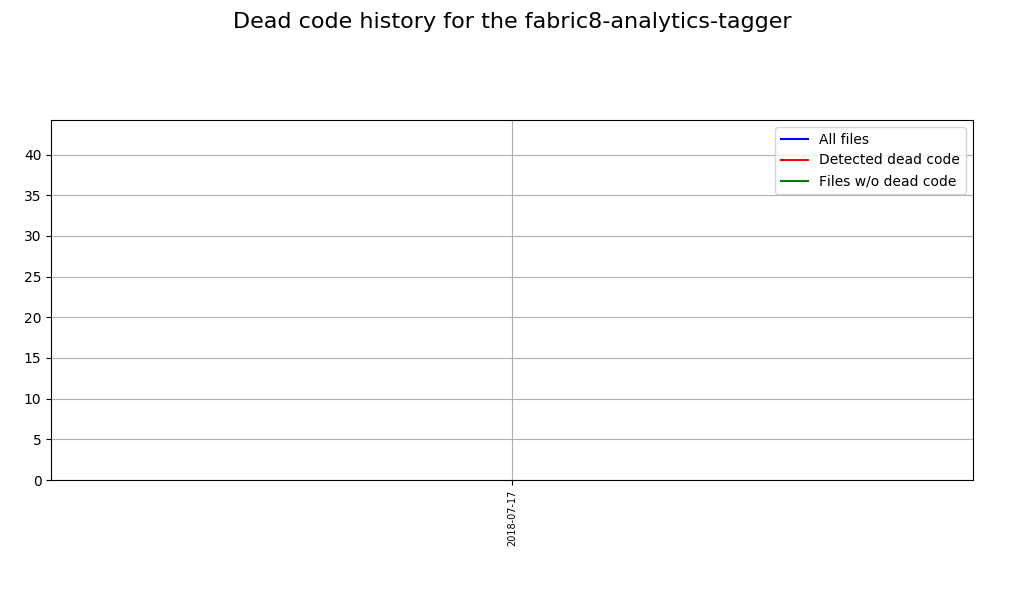 Dead code history for the fabric8-analytics-tagger
All files
Detected dead code
Files w/o dead code
40
35
30
25
20
15
10
5
0
2018-07-17